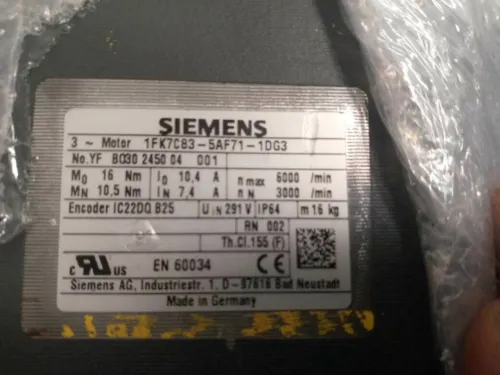 SIEMENS
3 ~ Motor 1FK7C83-5AF71-1DG3
No.YF B030 2450 04 001
M0 16 Nm I0 10,4 A n max 6000 /min
MN 10,5 Nm IN 7,4 A n N 3000 /min
Encoder IC22DQ B25 U IN 291 V IP64 m 16 kg
RN 002
Th.Cl.155 (F)
c RU us EN 60034 CE
Siemens AG, Industriestr. 1, D-97616 Bad Neustadt
Made in Germany